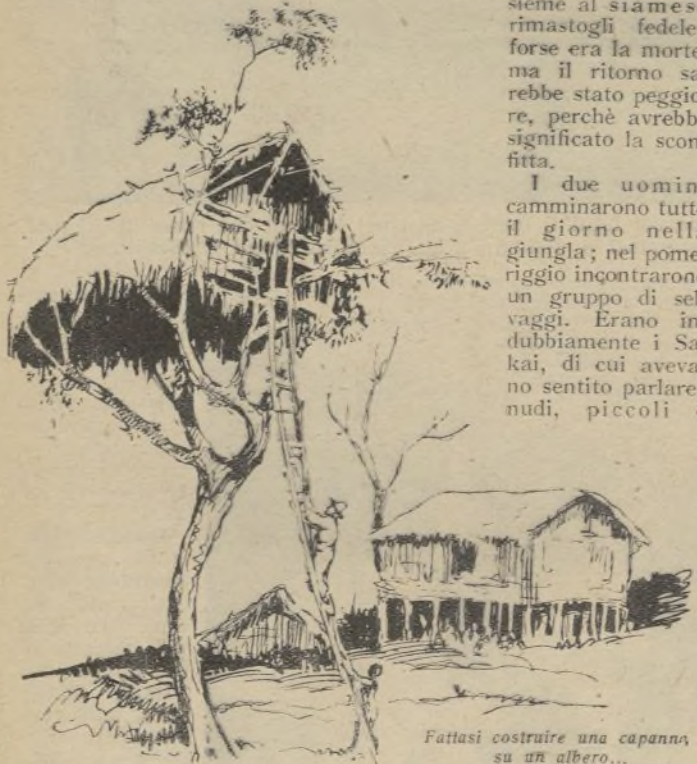 sieme al siames
rimastogli fedele
forse era la morte
ma il ritorno sa
rebbe stato peggio
re, perchè avrebb
significato la scon
fitta.
I due uomin
camminarono tutt
il giorno nell
giungla; nel pome
riggio incontraron
un gruppo di sel
vaggi. Erano in
dubbiamente i Sa
kai, di cui aveva
no sentito parlare
nudi, piccoli
Fattasi costruire una capanna
su un albero...